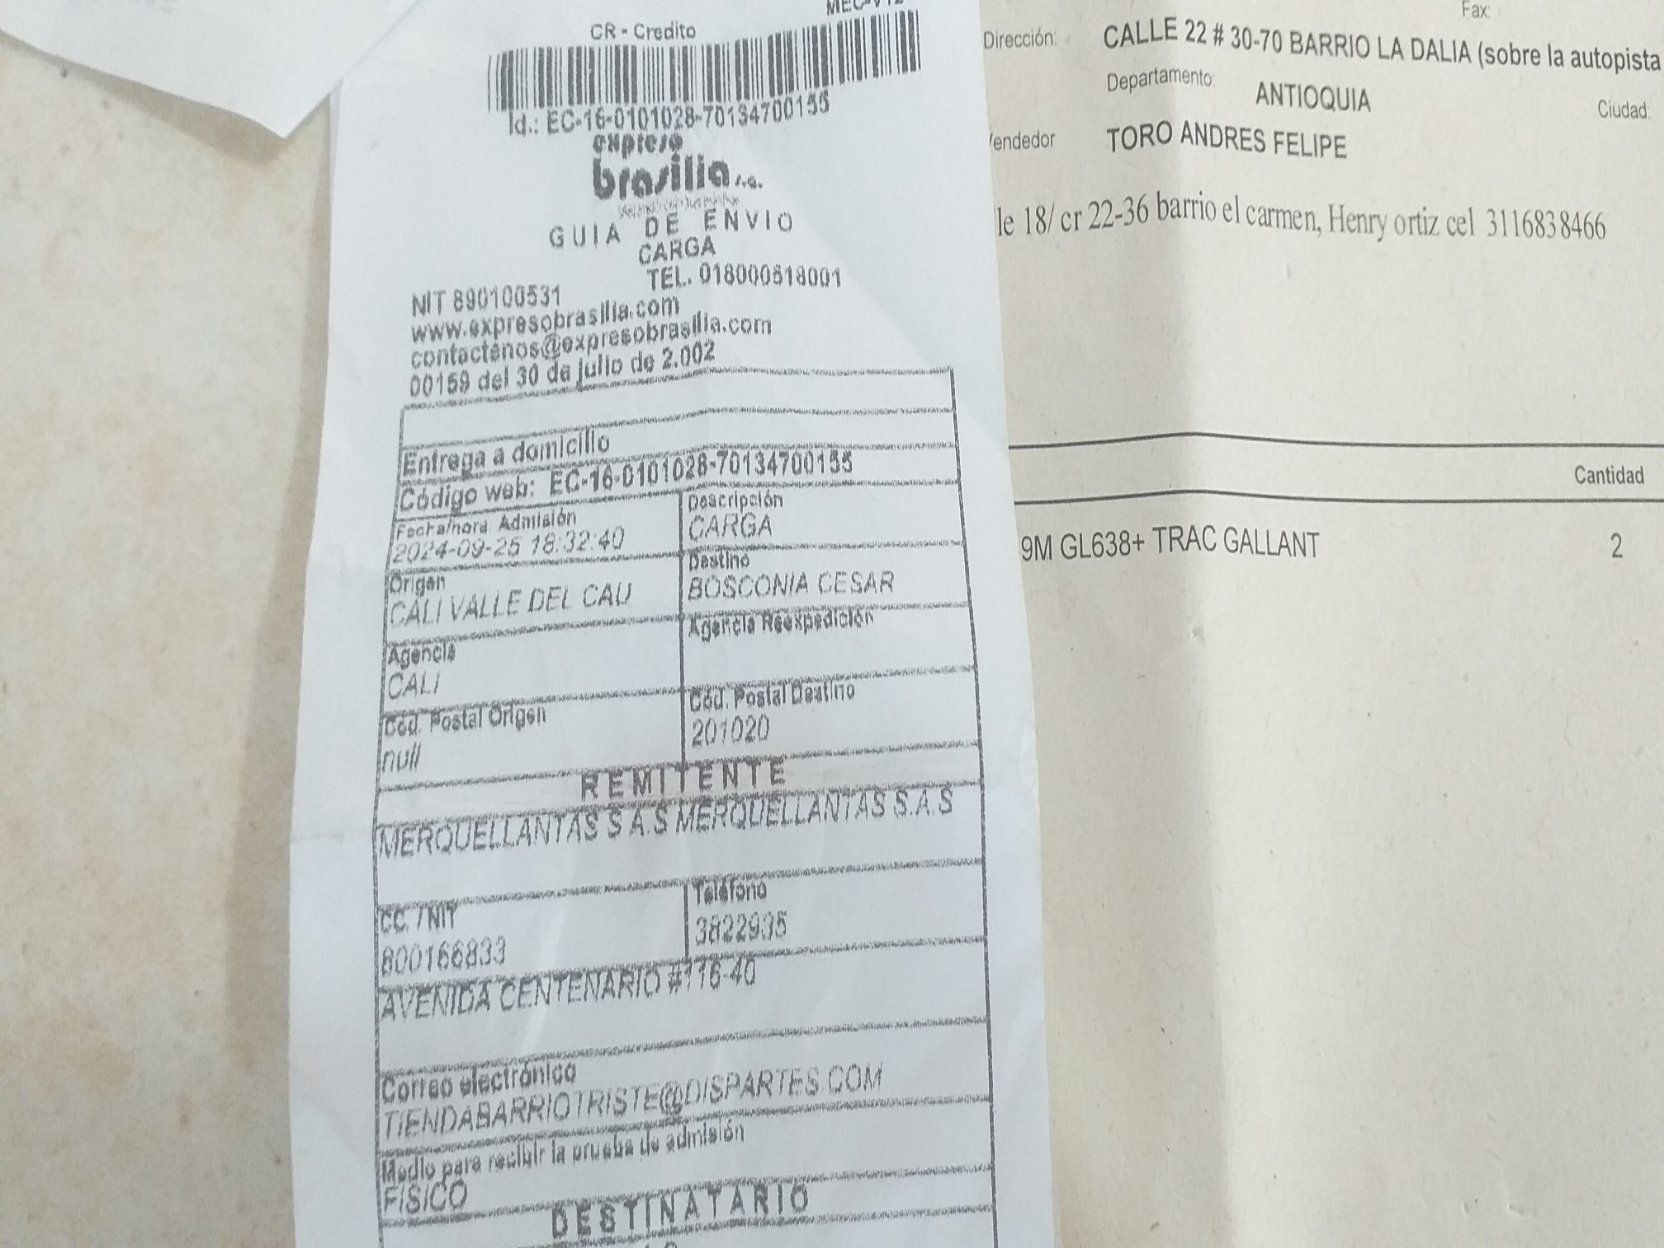 CR - Credito
Id.: EC-16-0101028-70134700155
expreso
brasilia s.a.
GUIA DE ENVIO
CARGA
TEL. 018000518001
NIT 890100531
www.expresobrasilia.com
contactenos@expresobrasilia.com
00159 del 30 de julio de 2.002
Entrega a domicilio
Código web: EC-16-0101028-70134700155
Fecha/hora Admisión
2024-09-25 18:32:40
Descripción
CARGA
Origen
CALI VALLE DEL CAU
Destino
BOSCONIA CESAR
Agencia
CALI
Agencia Reexpedición
Cód. Postal Origen
null
Cód. Postal Destino
201020
REMITENTE
MERQUELLANTAS S A.S MERQUELLANTAS S.A.S
CC. / NIT
800166833
Teléfono
3822935
AVENIDA CENTENARIO #116-40
Correo electrónico
TIENDABARRIOTRISTE@DISPARTES.COM
Medio para recibir la prueba de admisión
FÍSICO
DESTINATARIO
Fax:
Dirección: CALLE 22 # 30-70 BARRIO LA DALIA (sobre la autopista
Departamento: ANTIOQUIA Ciudad:
Vendedor TORO ANDRES FELIPE
le 18/ cr 22-36 barrio el carmen, Henry ortiz cel 3116838466
Cantidad
9M GL638+ TRAC GALLANT 2